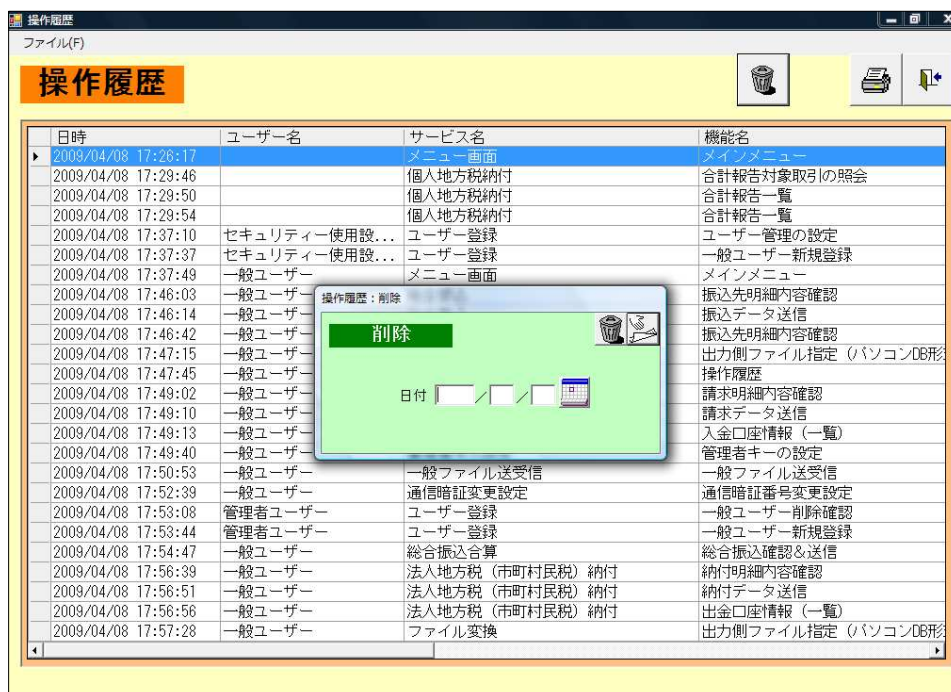 操作履歴
ファイル(F)
操作履歴
日時 ユーザー名 サービス名 機能名
2009/04/08 17:26:17 メニュー画面 メインメニュー
2009/04/08 17:29:46 個人地方税納付 合計報告対象取引の照会
2009/04/08 17:29:50 個人地方税納付 合計報告一覧
2009/04/08 17:29:54 個人地方税納付 合計報告一覧
2009/04/08 17:37:10 セキュリティー使用設... ユーザー登録 ユーザー管理の設定
2009/04/08 17:37:37 セキュリティー使用設... ユーザー登録 一般ユーザー新規登録
2009/04/08 17:37:49 一般ユーザー メニュー画面 メインメニュー
2009/04/08 17:46:03 一般ユーザー 振込先明細内容確認
2009/04/08 17:46:14 一般ユーザー 振込データ送信
2009/04/08 17:46:42 一般ユーザー 振込先明細内容確認
2009/04/08 17:47:15 一般ユーザー 出力側ファイル指定（パソコンDB形
2009/04/08 17:47:45 一般ユーザー 操作履歴
2009/04/08 17:49:02 一般ユーザー 請求明細内容確認
2009/04/08 17:49:10 一般ユーザー 請求データ送信
2009/04/08 17:49:13 一般ユーザー 入金口座情報（一覧）
2009/04/08 17:49:40 一般ユーザー 管理者キーの設定
2009/04/08 17:50:53 一般ユーザー 一般ファイル送受信 一般ファイル送受信
2009/04/08 17:52:39 一般ユーザー 通信暗証変更設定 通信暗証番号変更設定
2009/04/08 17:53:08 管理者ユーザー ユーザー登録 一般ユーザー削除確認
2009/04/08 17:53:44 管理者ユーザー ユーザー登録 一般ユーザー新規登録
2009/04/08 17:54:47 一般ユーザー 総合振込合算 総合振込確認＆送信
2009/04/08 17:56:39 一般ユーザー 法人地方税（市町村民税）納付 納付明細内容確認
2009/04/08 17:56:51 一般ユーザー 法人地方税（市町村民税）納付 納付データ送信
2009/04/08 17:56:56 一般ユーザー 法人地方税（市町村民税）納付 出金口座情報（一覧）
2009/04/08 17:57:28 一般ユーザー ファイル変換 出力側ファイル指定（パソコンDB形
操作履歴：削除
削除
日付 / /